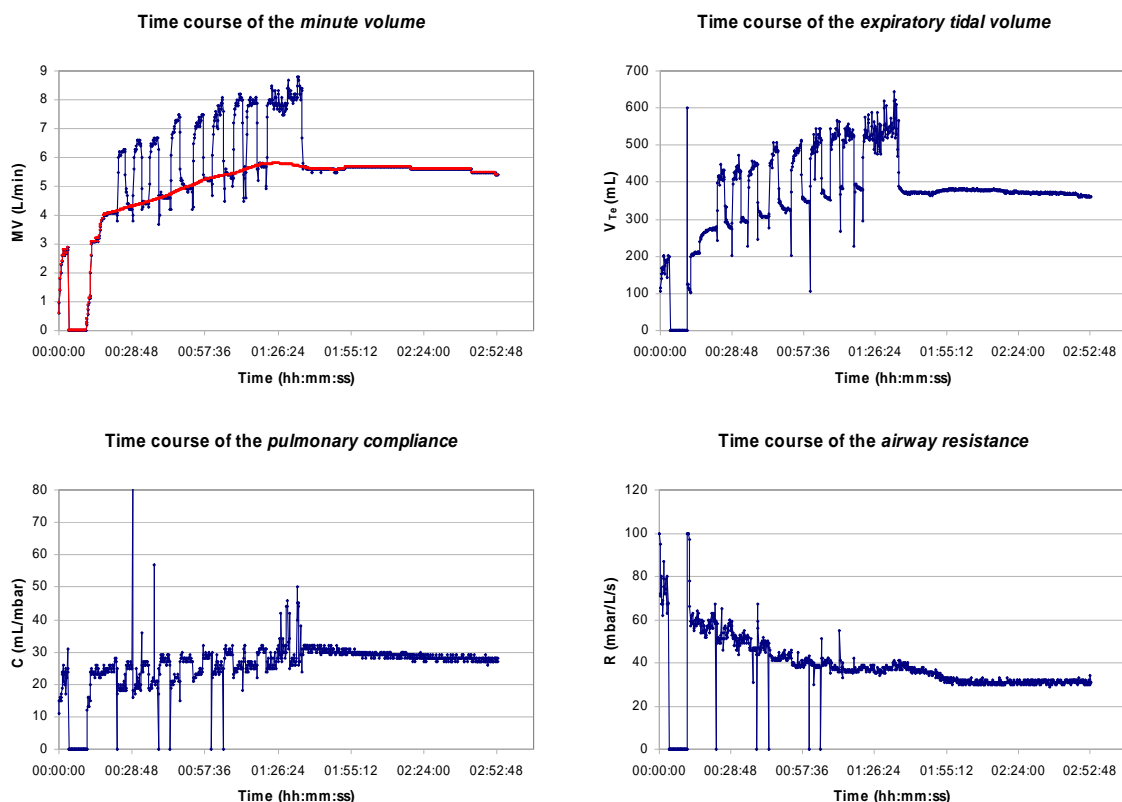 Time course of the minute volume
9
8
7
6
5
4
3
2
1
0
MV (L/min)
00:00:00 00:28:48 00:57:36 01:26:24 01:55:12 02:24:00 02:52:48
Time (hh:mm:ss)
Time course of the expiratory tidal volume
700
600
500
400
300
200
100
0
VTe (mL)
00:00:00 00:28:48 00:57:36 01:26:24 01:55:12 02:24:00 02:52:48
Time (hh:mm:ss)
Time course of the pulmonary compliance
80
70
60
50
40
30
20
10
0
C (mL/mbar)
00:00:00 00:28:48 00:57:36 01:26:24 01:55:12 02:24:00 02:52:48
Time (hh:mm:ss)
Time course of the airway resistance
120
100
80
60
40
20
0
R (mbar/L/s)
00:00:00 00:28:48 00:57:36 01:26:24 01:55:12 02:24:00 02:52:48
Time (hh:mm:ss)